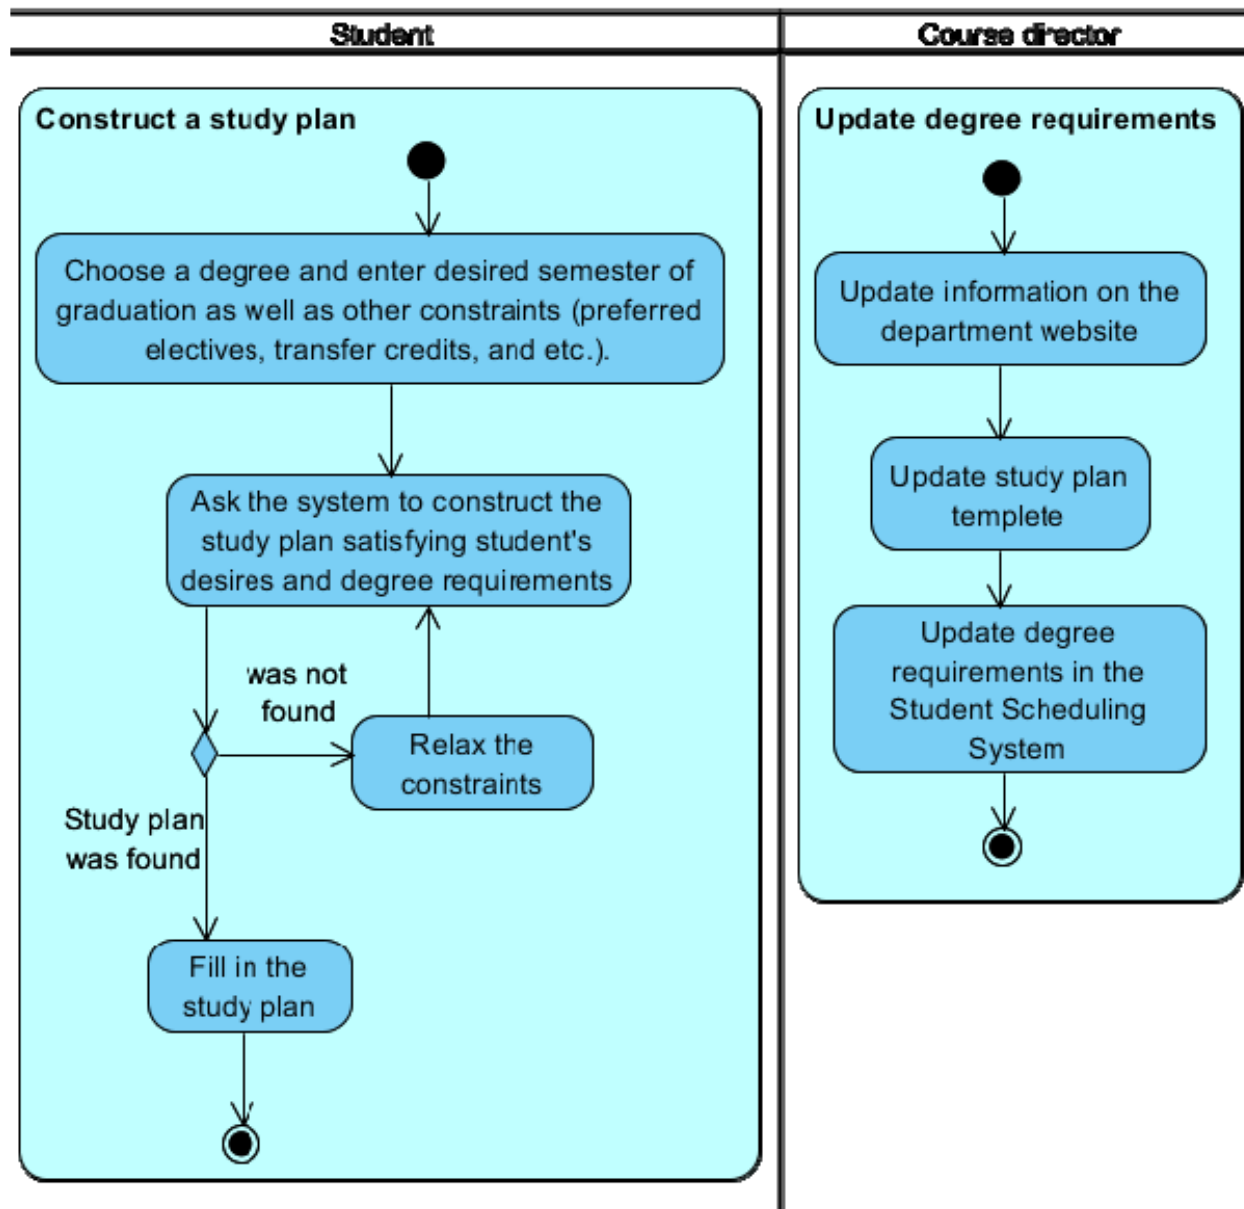 Student
Course director
Construct a study plan
Choose a degree and enter desired semester of
graduation as well as other constraints (preferred
electives, transfer credits, and etc.).
Ask the system to construct the
study plan satisfying student's
desires and degree requirements
was not
found
Relax the
constraints
Study plan
was found
Fill in the
study plan
Update degree requirements
Update information on the
department website
Update study plan
templete
Update degree
requirements in the
Student Scheduling
System